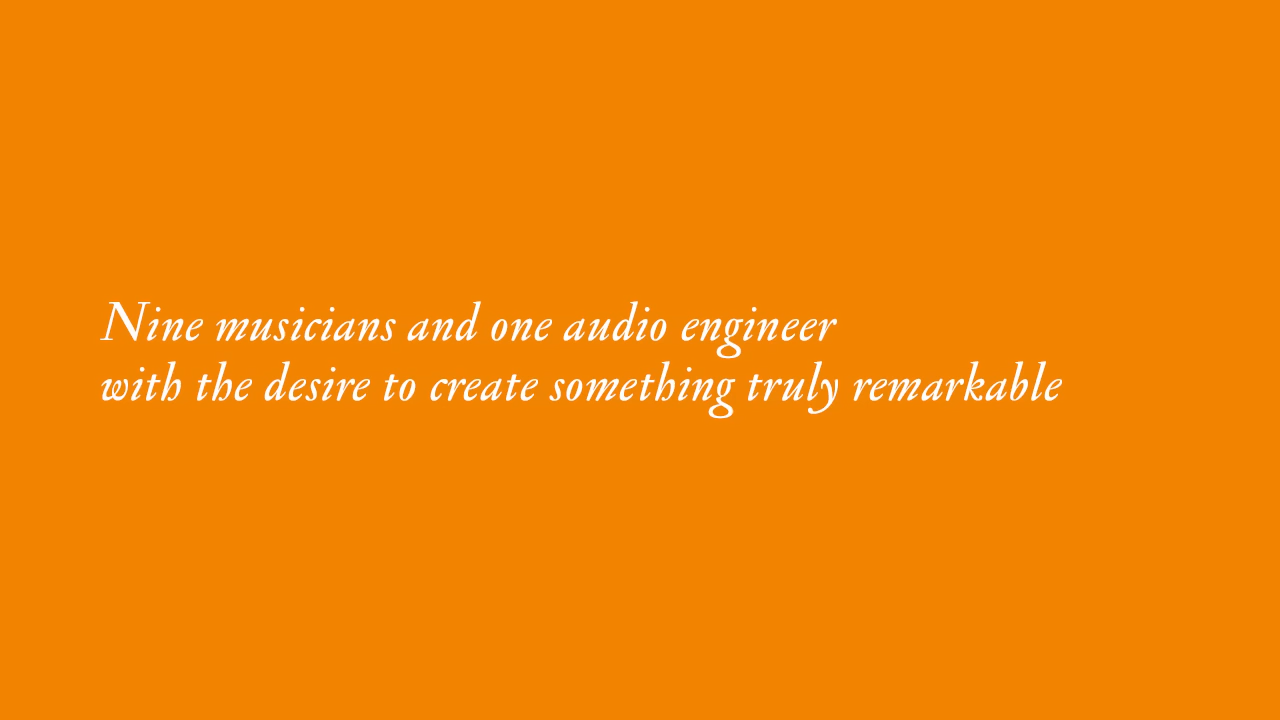 Nine musicians and one audio engineer
with the desire to create something truly remarkable